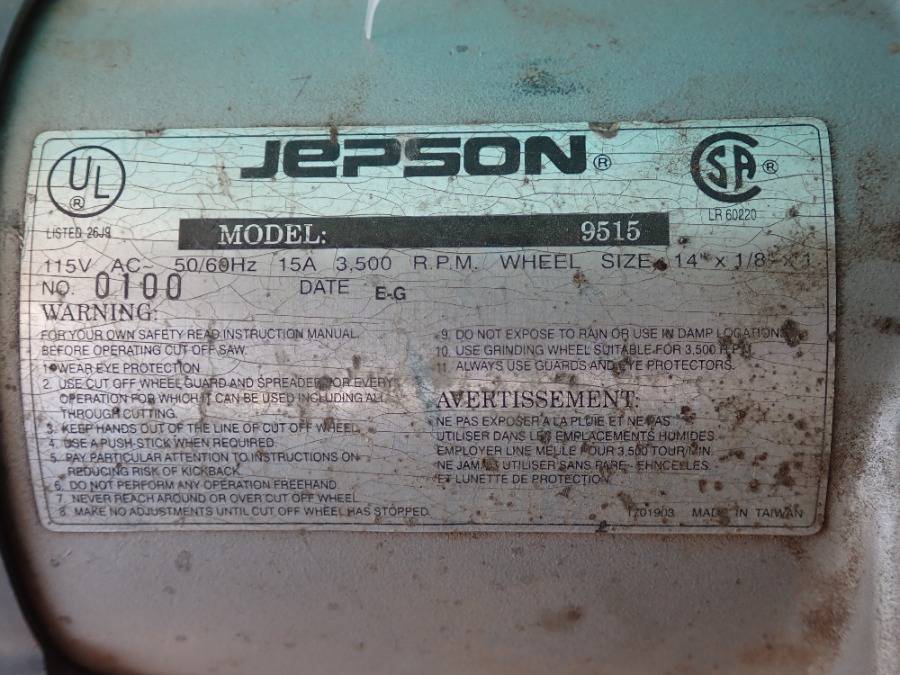 UL ®
LISTED 26J9
JEPSON ®
SA ®
LR 60220
MODEL: 9515
115V AC 50/60Hz 15A 3,500 R.P.M. WHEEL SIZE 14" x 1/8" x 1
NO. 0100 DATE E-G
WARNING:
FOR YOUR OWN SAFETY READ INSTRUCTION MANUAL
BEFORE OPERATING CUT OFF SAW.
1. WEAR EYE PROTECTION
2. USE CUT OFF WHEEL GUARD AND SPREADER FOR EVERY
OPERATION FOR WHICH IT CAN BE USED INCLUDING ALL
THROUGH CUTTING.
3. KEEP HANDS OUT OF THE LINE OF CUT OFF WHEEL
4. USE A PUSH-STICK WHEN REQUIRED.
5. PAY PARTICULAR ATTENTION TO INSTRUCTIONS ON
REDUCING RISK OF KICKBACK
6. DO NOT PERFORM ANY OPERATION FREEHAND.
7. NEVER REACH AROUND OR OVER CUT OFF WHEEL
8. MAKE NO ADJUSTMENTS UNTIL CUT OFF WHEEL HAS STOPPED.
9. DO NOT EXPOSE TO RAIN OR USE IN DAMP LOCATIONS
10. USE GRINDING WHEEL SUITABLE FOR 3,500 R.P.M.
11. ALWAYS USE GUARDS AND EYE PROTECTORS.
AVERTISSEMENT:
NE PAS EXPOSER A LA PLUIE ET NE PAS
UTILISER DANS LES EMPLACEMENTS HUMIDES.
EMPLOYER LINE MELLE POUR 3,500 TOUR/MIN.
NE JAMAIS UTILISER SANS PARE-EHNCELLES
ET LUNETTE DE PROTECTION.
1701903 MADE IN TAIWAN